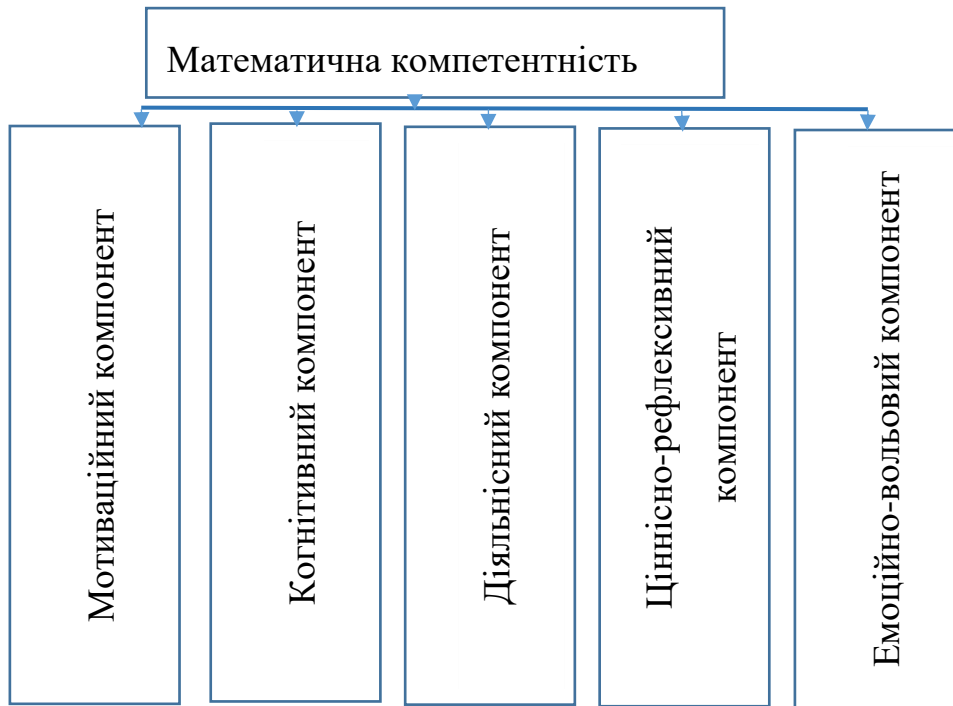 Математична компетентність
Мотиваційний компонент
Когнітивний компонент
Діяльнісний компонент
Ціннісно-рефлексивний
компонент
Емоційно-вольовий компонент